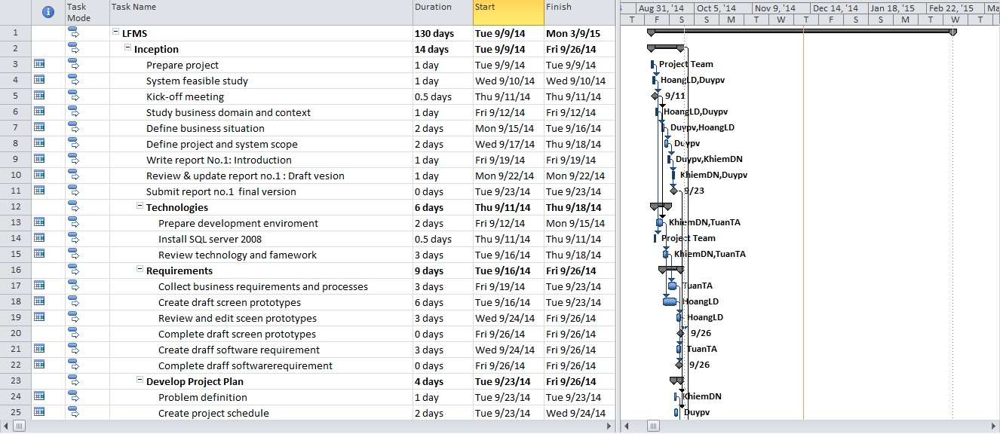 Task Mode Task Name Duration Start Finish
Aug 31, '14 Oct 5, '14 Nov 9, '14 Dec 14, '14 Jan 18, '15 Feb 22, '15 Ma
T F S S M T W T F S S M T W T
1 LFMS 130 days Tue 9/9/14 Mon 3/9/15
2 Inception 14 days Tue 9/9/14 Fri 9/26/14
3 Prepare project 1 day Tue 9/9/14 Tue 9/9/14 Project Team
4 System feasible study 1 day Wed 9/10/14 Wed 9/10/14 HoangLD,Duypv
5 Kick-off meeting 0.5 days Thu 9/11/14 Thu 9/11/14 9/11
6 Study business domain and context 1 day Fri 9/12/14 Fri 9/12/14 HoangLD,Duypv
7 Define business situation 2 days Mon 9/15/14 Tue 9/16/14 Duypv,HoangLD
8 Define project and system scope 2 days Wed 9/17/14 Thu 9/18/14 Duypv
9 Write report No.1: Introduction 1 day Fri 9/19/14 Fri 9/19/14 Duypv,KhiemDN
10 Review & update report no.1 : Draft vesion 1 day Mon 9/22/14 Mon 9/22/14 KhiemDN,Duypv
11 Submit report no.1 final version 0 days Tue 9/23/14 Tue 9/23/14 9/23
12 Technologies 6 days Thu 9/11/14 Thu 9/18/14
13 Prepare development enviroment 2 days Fri 9/12/14 Mon 9/15/14 KhiemDN,TuanTA
14 Install SQL server 2008 0.5 days Thu 9/11/14 Thu 9/11/14 Project Team
15 Review technology and famework 3 days Tue 9/16/14 Thu 9/18/14 KhiemDN,TuanTA
16 Requirements 9 days Tue 9/16/14 Fri 9/26/14
17 Collect business requirements and processes 3 days Fri 9/19/14 Tue 9/23/14 TuanTA
18 Create draft screen prototypes 6 days Tue 9/16/14 Tue 9/23/14 HoangLD
19 Review and edit sceen prototypes 3 days Wed 9/24/14 Fri 9/26/14 HoangLD
20 Complete draft screen prototypes 0 days Fri 9/26/14 Fri 9/26/14 9/26
21 Create draff software requirement 3 days Wed 9/24/14 Fri 9/26/14 TuanTA
22 Complete draff softwarerequirement 0 days Fri 9/26/14 Fri 9/26/14 9/26
23 Develop Project Plan 4 days Tue 9/23/14 Fri 9/26/14
24 Problem definition 1 day Tue 9/23/14 Tue 9/23/14 KhiemDN
25 Create project schedule 2 days Tue 9/23/14 Wed 9/24/14 Duypv